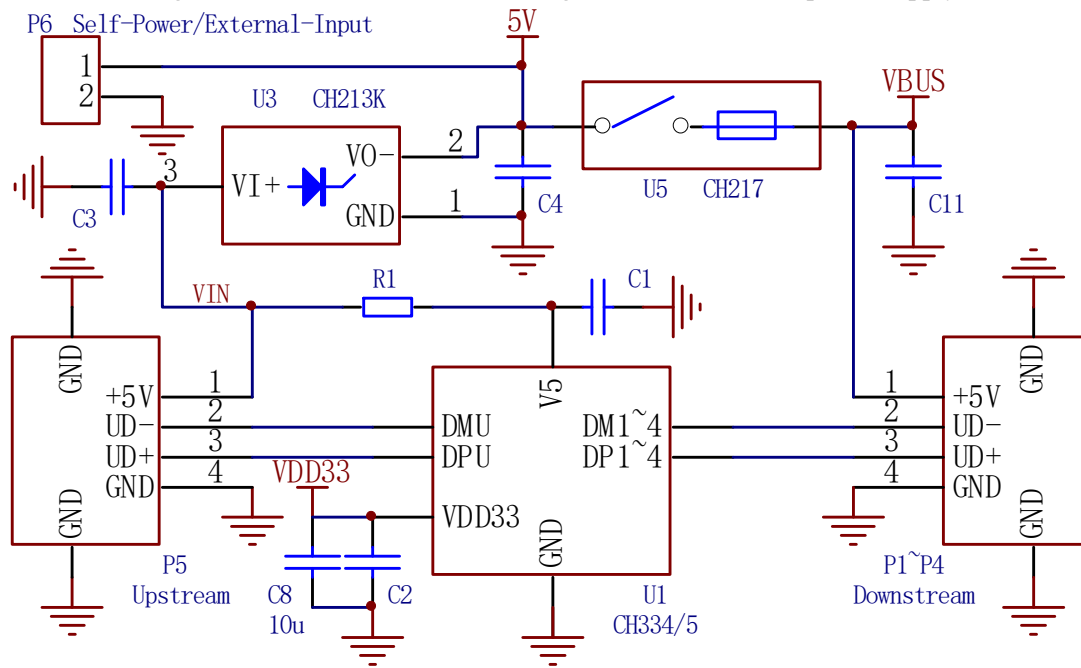 P6 Self-Power/External-Input
5V
1
2
U3 CH213K
VBUS
VO-
2
3
VI+
GND
1
C3
C4
U5 CH217
C11
VIN
R1
C1
GND
+5V
1
UD-
2
UD+
3
GND
4
GND
V5
DMU
DPU
DM1~4
DP1~4
VDD33
VDD33
GND
GND
1
+5V
2
UD-
3
UD+
4
GND
GND
P5
Upstream
C8
10u
C2
U1
CH334/5
P1~P4
Downstream